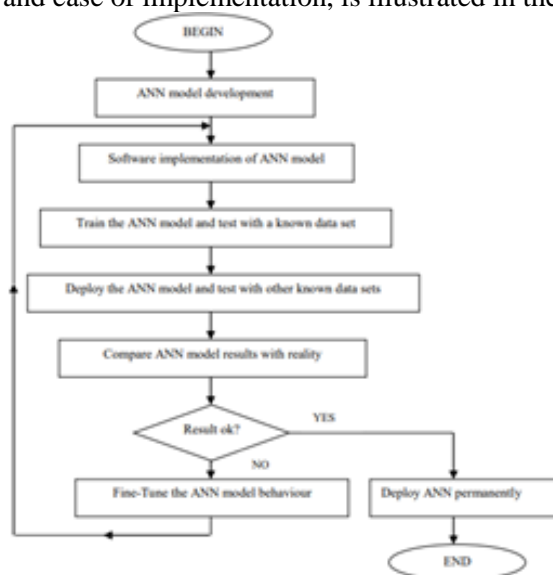 and ease of implementation, is illustrated in the
BEGIN
ANN model development
Software implementation of ANN model
Train the ANN model and test with a known data set
Deploy the ANN model and test with other known data sets
Compare ANN model results with reality
Result ok?
YES
NO
Fine-Tune the ANN model behaviour
Deploy ANN permanently
END